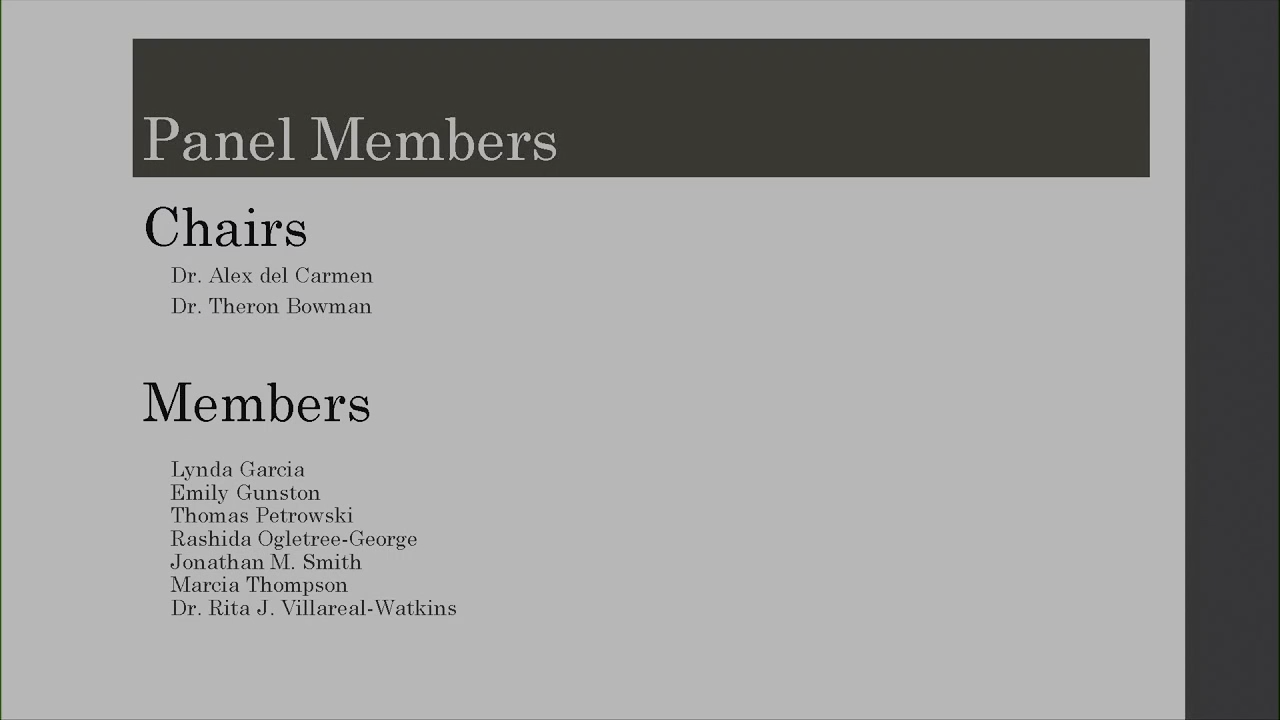 Panel Members
Chairs
Dr. Alex del Carmen
Dr. Theron Bowman
Members
Lynda Garcia
Emily Gunston
Thomas Petrowski
Rashida Ogletree-George
Jonathan M. Smith
Marcia Thompson
Dr. Rita J. Villareal-Watkins